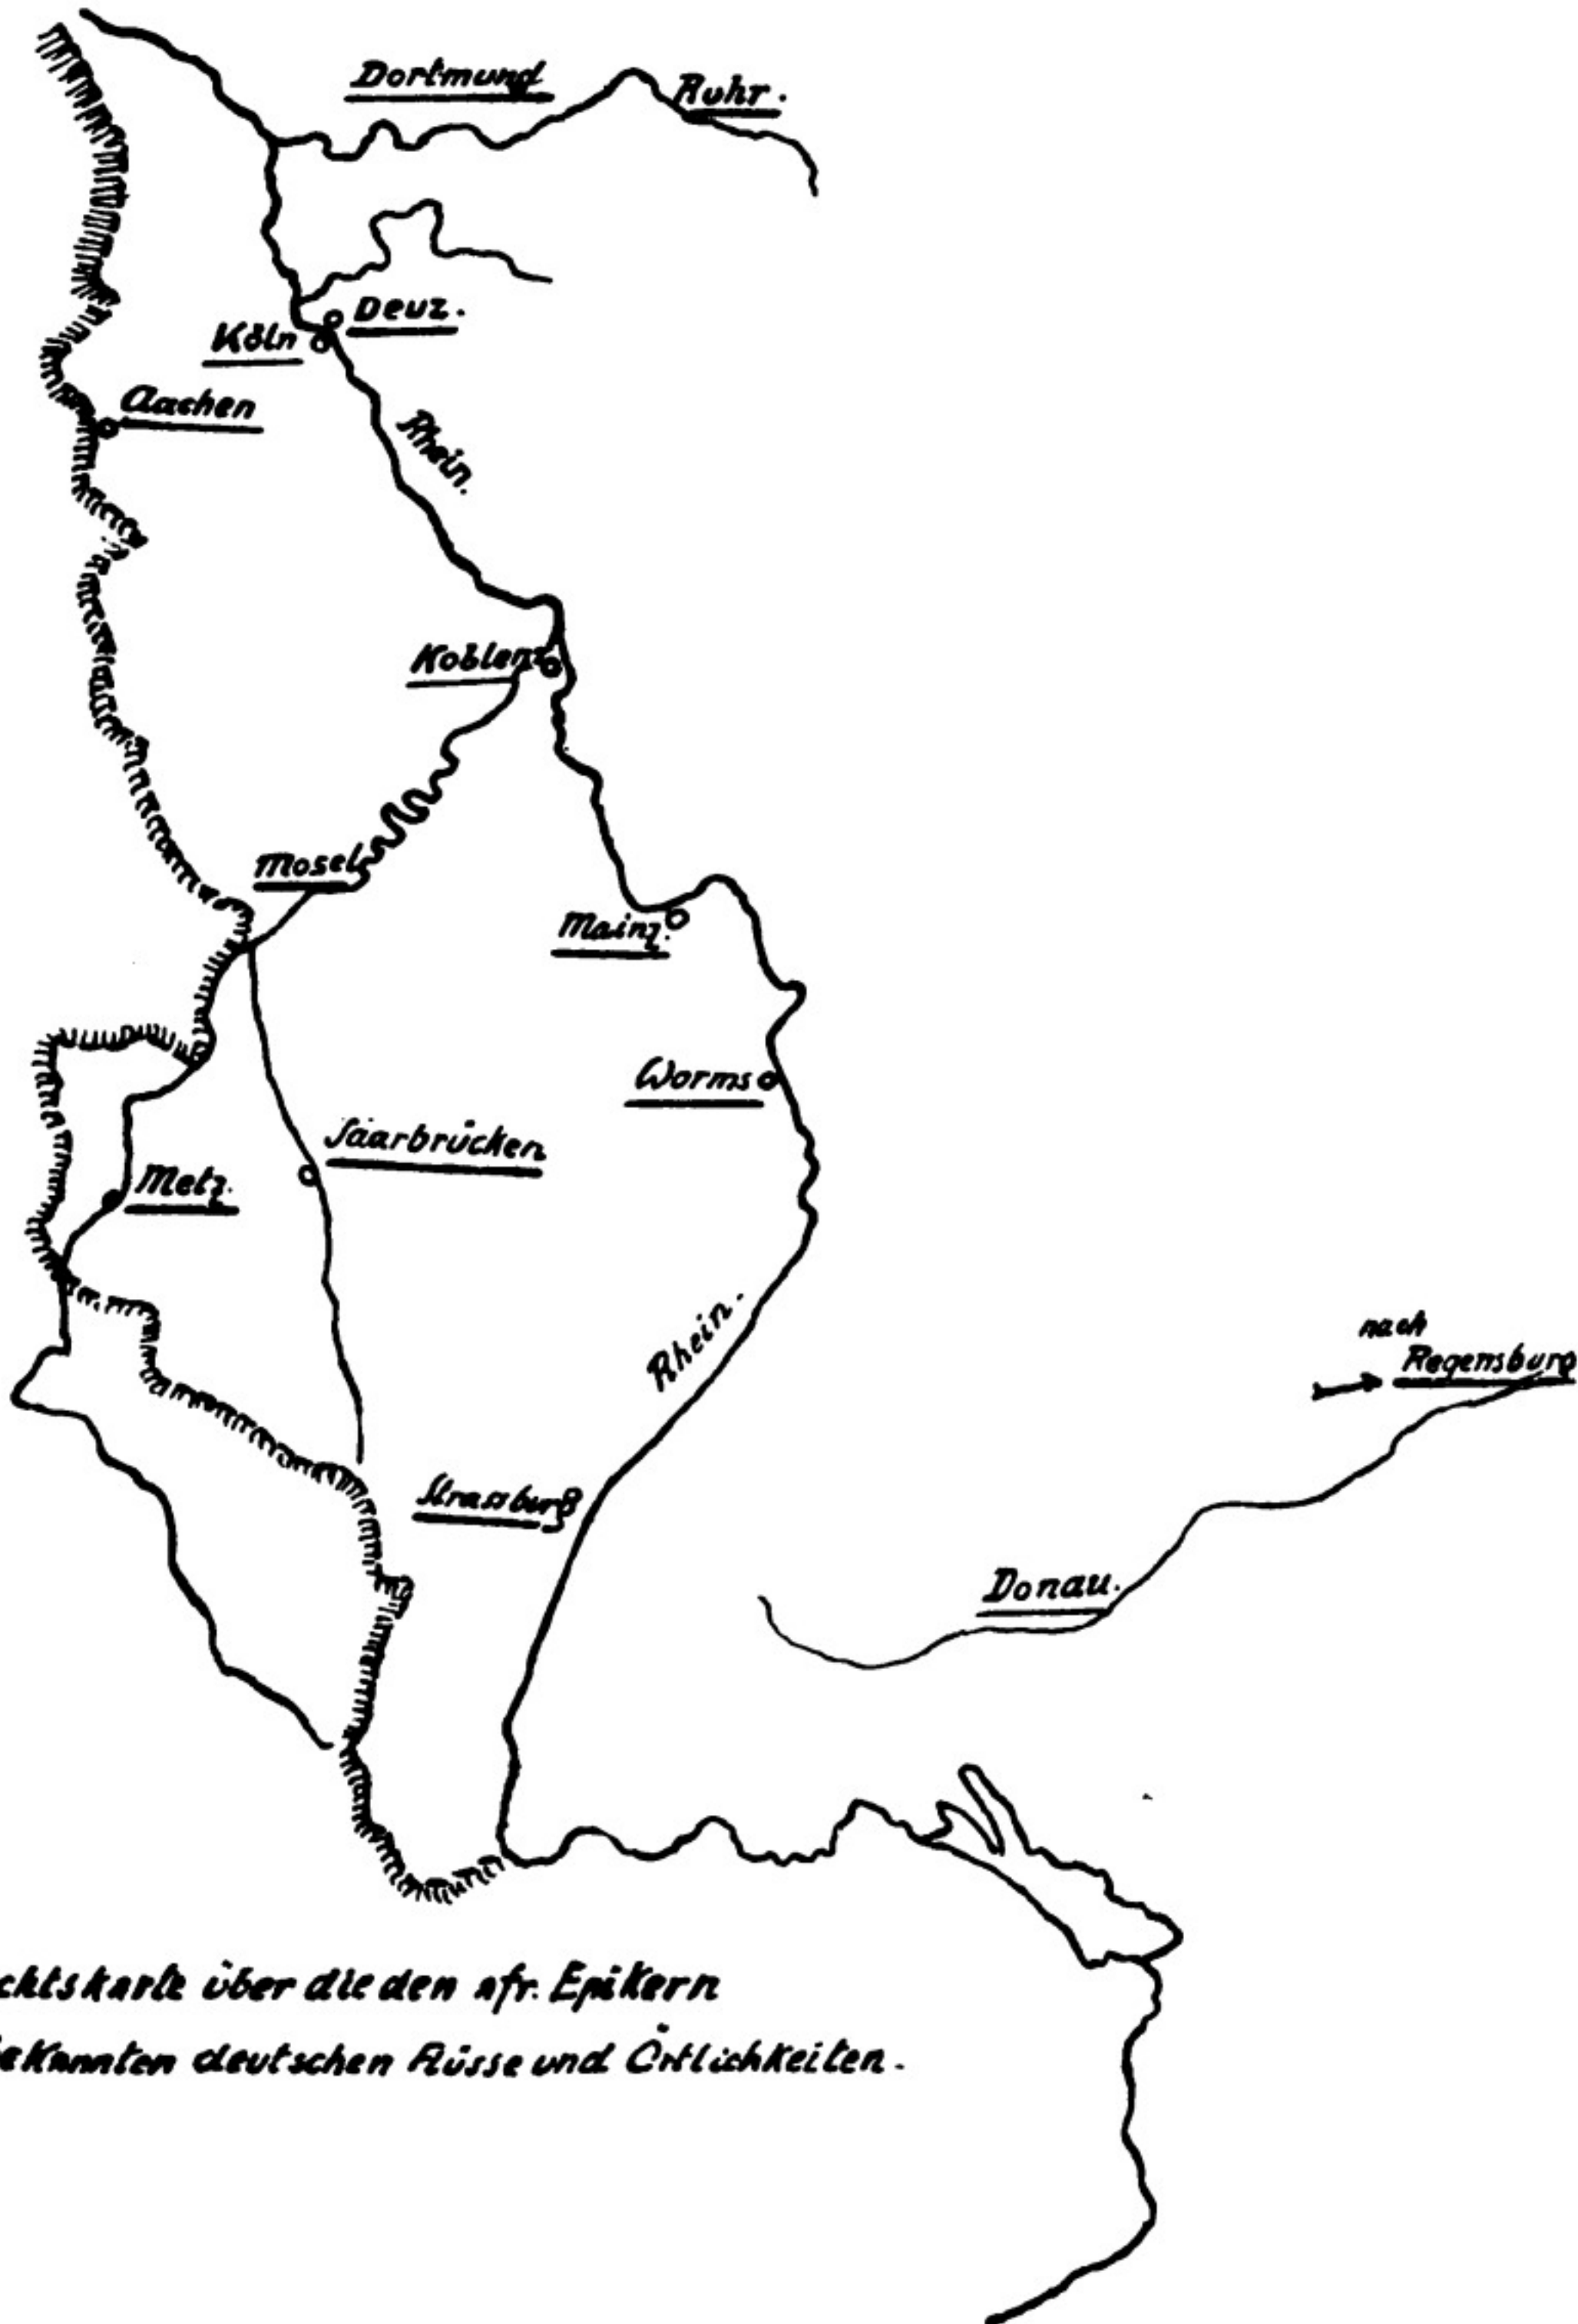 Dortmund
Ruhr.
Deuz.
Köln
Aachen
Rhein.
Koblenz
Mosel
Mainz.
Worms
Saarbrücken
Metz.
Rhein.
nach
Regensburg
Strassburg
Donau.
chtskarte über die den afr. Epikern
bekannten deutschen Flüsse und Örtlichkeiten.